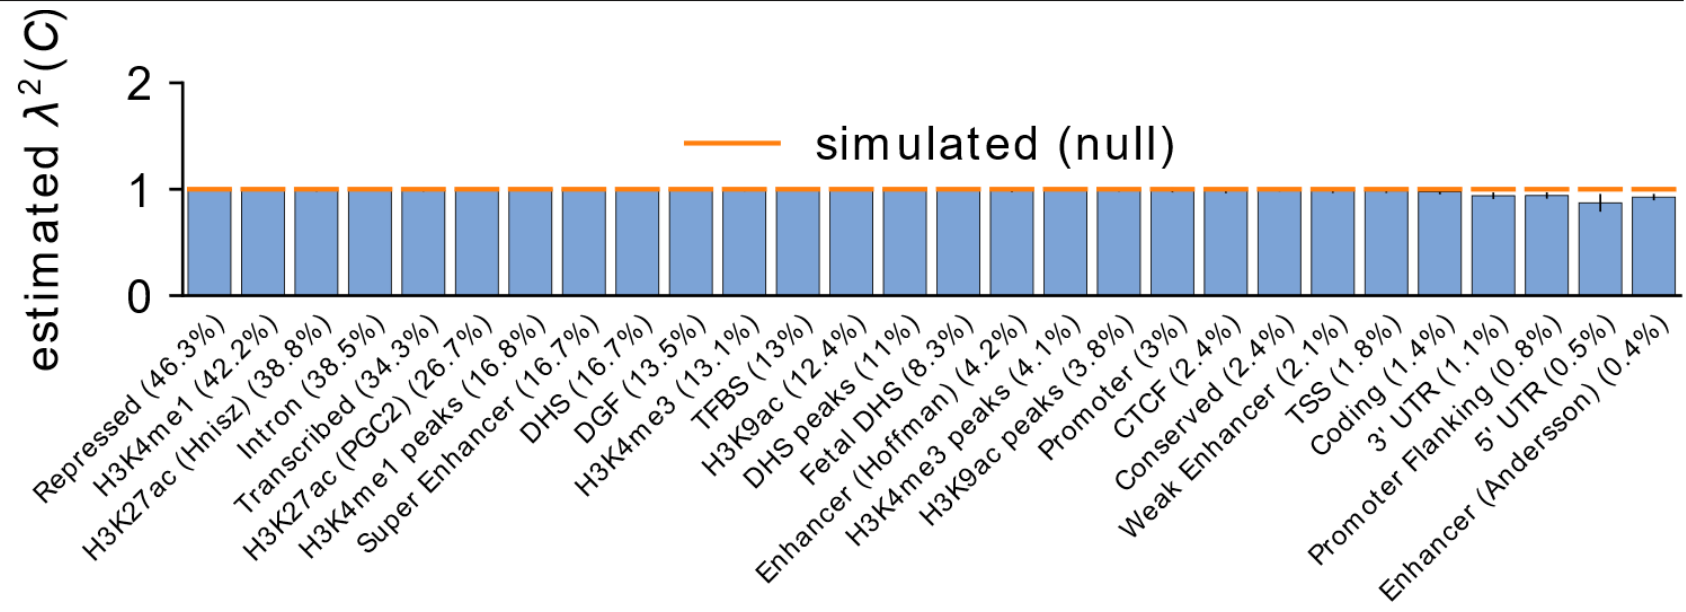 estimated λ²(C)
2
1
0
simulated (null)
Repressed (46.3%)
H3K4me1 (42.2%)
H3K27ac (Hnisz) (38.8%)
Intron (38.5%)
Transcribed (34.3%)
H3K27ac (PGC2) (26.7%)
H3K4me1 peaks (16.8%)
Super Enhancer (16.7%)
DHS (16.7%)
DGF (13.5%)
H3K4me3 (13.1%)
TFBS (13%)
H3K9ac (12.4%)
DHS peaks (11%)
Fetal DHS (8.3%)
Enhancer (Hoffman) (4.2%)
H3K4me3 peaks (4.1%)
H3K9ac peaks (3.8%)
Promoter (3%)
CTCF (2.4%)
Conserved (2.4%)
Weak Enhancer (2.1%)
TSS (1.8%)
Coding (1.4%)
3' UTR (1.1%)
Promoter Flanking (0.8%)
5' UTR (0.5%)
Enhancer (Andersson) (0.4%)